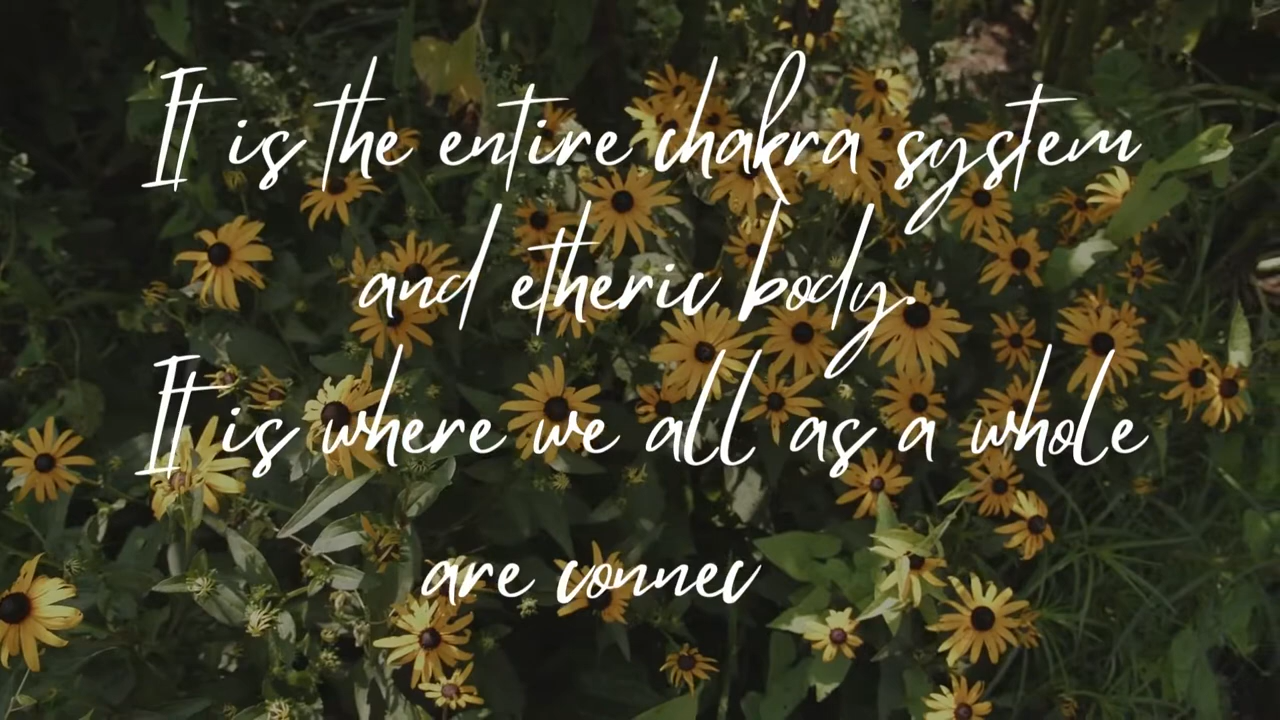 It is the entire chakra system
and etheric body.
It is where we all as a whole
are connec